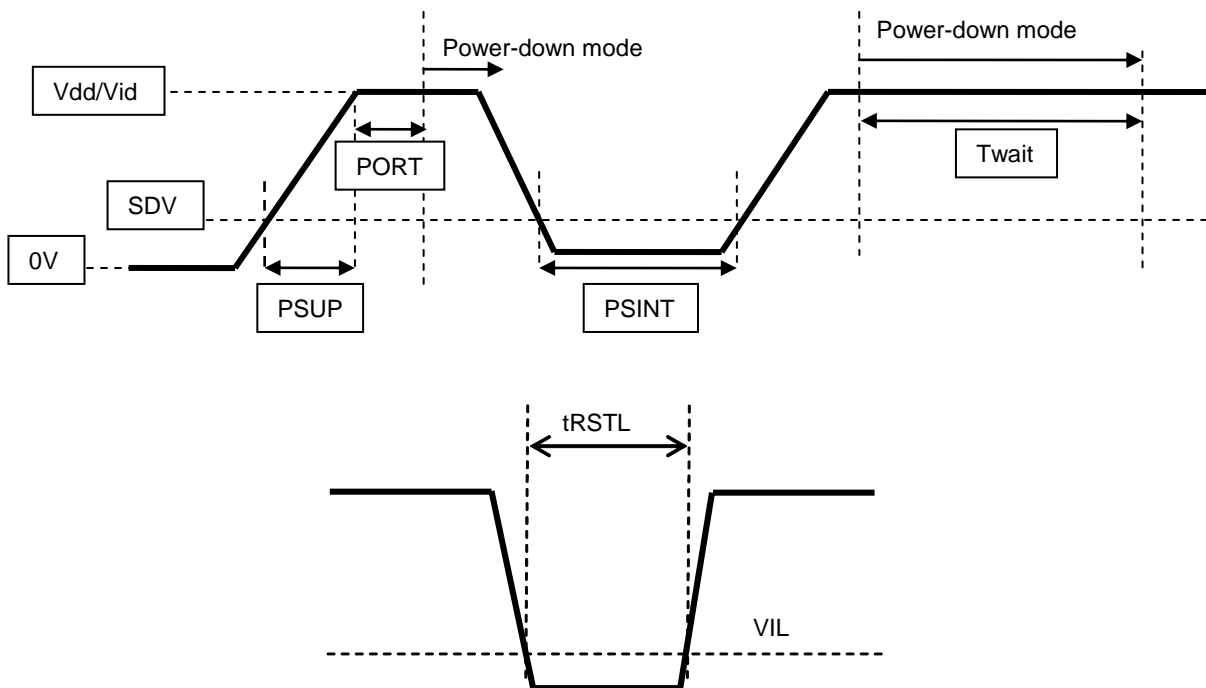 Power-down mode
Power-down mode
Vdd/Vid
PORT
Twait
SDV
0V
PSUP
PSINT
tRSTL
VIL